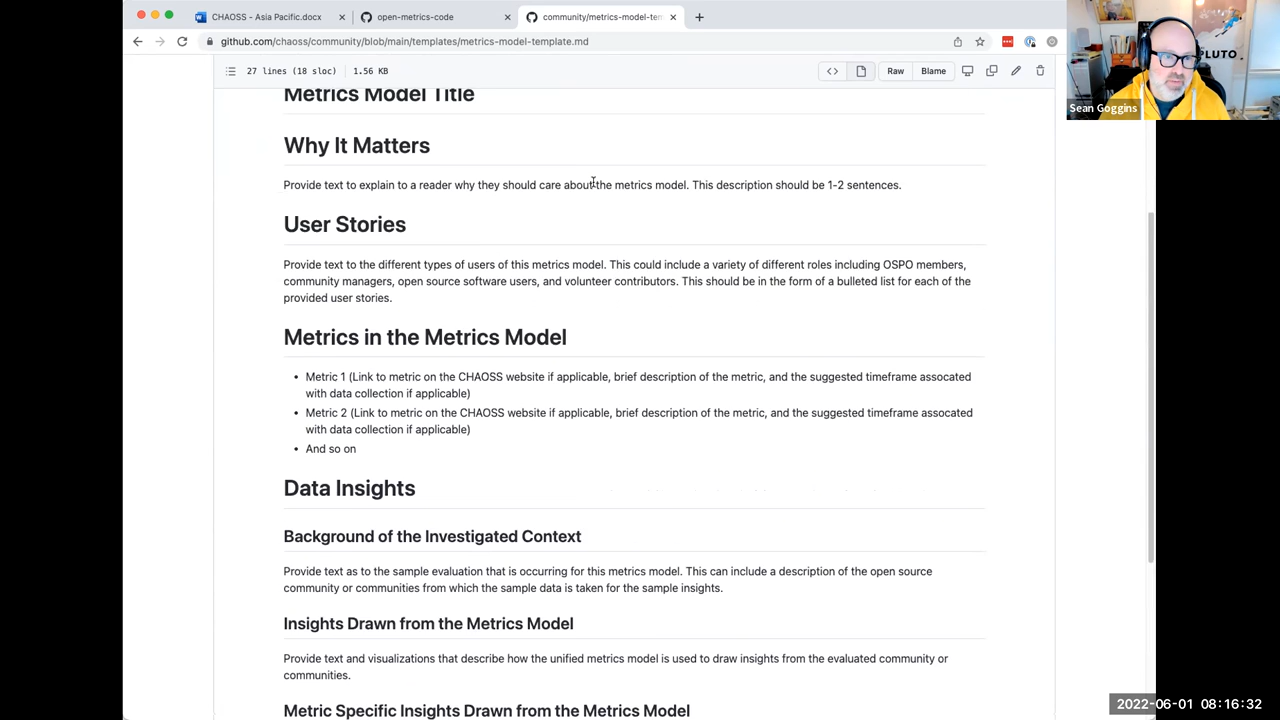 CHAOSS - Asia Pacific.docx
open-metrics-code
community/metrics-model-tem
github.com/chaoss/community/blob/main/templates/metrics-model-template.md
27 lines (18 sloc) 1.56 KB
Raw
Blame
PLUTO
Sean Goggins
Metrics Model Title
Why It Matters
Provide text to explain to a reader why they should care about the metrics model. This description should be 1-2 sentences.
User Stories
Provide text to the different types of users of this metrics model. This could include a variety of different roles including OSPO members,
community managers, open source software users, and volunteer contributors. This should be in the form of a bulleted list for each of the
provided user stories.
Metrics in the Metrics Model
• Metric 1 (Link to metric on the CHAOSS website if applicable, brief description of the metric, and the suggested timeframe assocated
with data collection if applicable)
• Metric 2 (Link to metric on the CHAOSS website if applicable, brief description of the metric, and the suggested timeframe assocated
with data collection if applicable)
• And so on
Data Insights
Background of the Investigated Context
Provide text as to the sample evaluation that is occurring for this metrics model. This can include a description of the open source
community or communities from which the sample data is taken for the sample insights.
Insights Drawn from the Metrics Model
Provide text and visualizations that describe how the unified metrics model is used to draw insights from the evaluated community or
communities.
Metric Specific Insights Drawn from the Metrics Model
2022-06-01 08:16:32